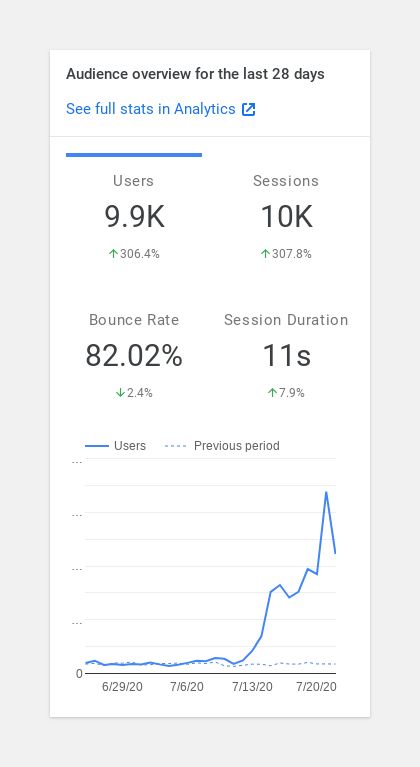 Audience overview for the last 28 days
See full stats in Analytics
Users
Sessions
9.9K
10K
306.4%
307.8%
Bounce Rate
Session Duration
82.02%
11s
2.4%
7.9%
Users
Previous period
...
...
...
...
0
6/29/20
7/6/20
7/13/20
7/20/20